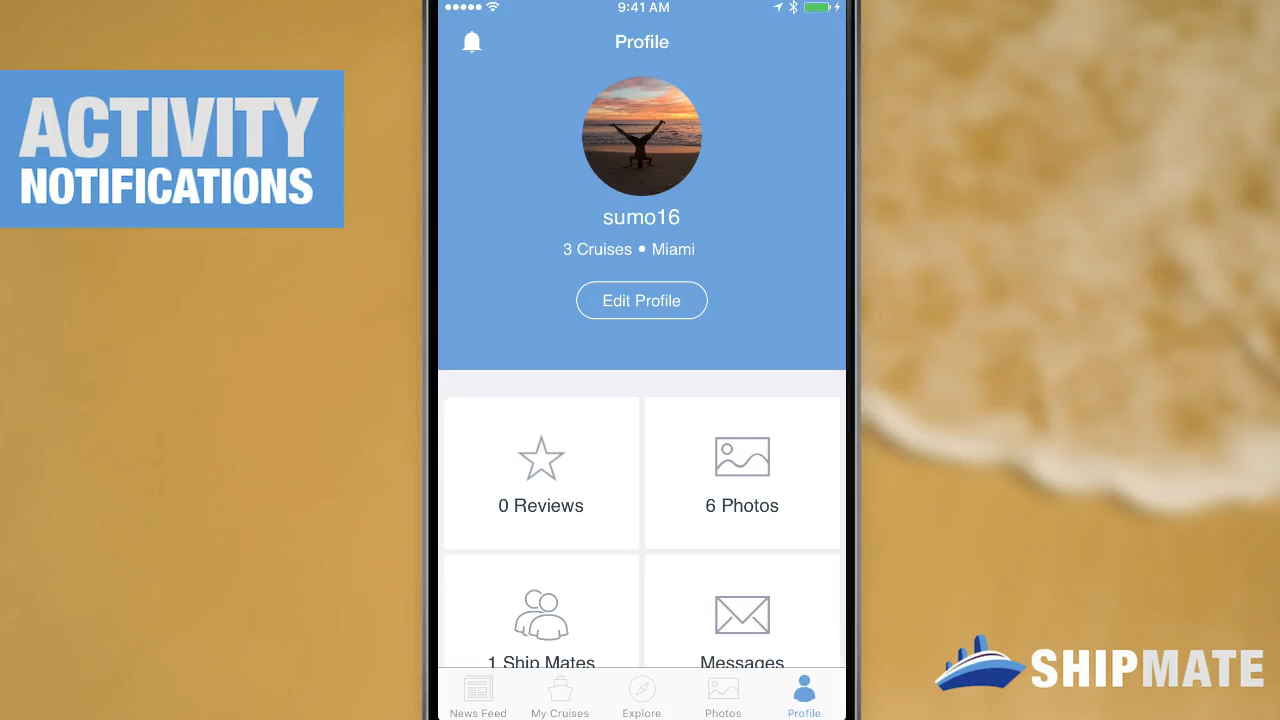 9:41 AM
Profile
ACTIVITY
NOTIFICATIONS
sumo16
3 Cruises • Miami
Edit Profile
0 Reviews
6 Photos
1 Ship Mates
Messages
News Feed
My Cruises
Explore
Photos
Profile
SHIPMATE